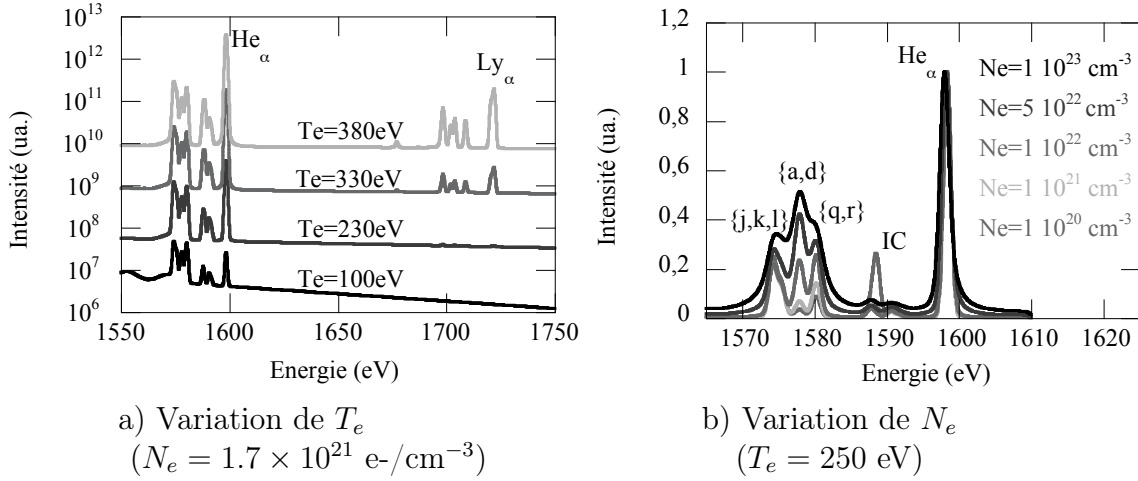 10^13
10^12
10^11
10^10
10^9
10^8
10^7
10^6
Intensité (ua.)
He_α
Ly_α
Te=380eV
Te=330eV
Te=230eV
Te=100eV
1550
1600
1650
1700
1750
Energie (eV)
a) Variation de T_e
(N_e = 1.7 × 10^21 e-/cm^−3)
1,2
1
0,8
0,6
0,4
0,2
0
Intensité (ua.)
He_α
{a,d}
{j,k,l}
{q,r}
IC
Ne=1 10^23 cm^-3
Ne=5 10^22 cm^-3
Ne=1 10^22 cm^-3
Ne=1 10^21 cm^-3
Ne=1 10^20 cm^-3
1570
1580
1590
1600
1610
1620
Energie (eV)
b) Variation de N_e
(T_e = 250 eV)